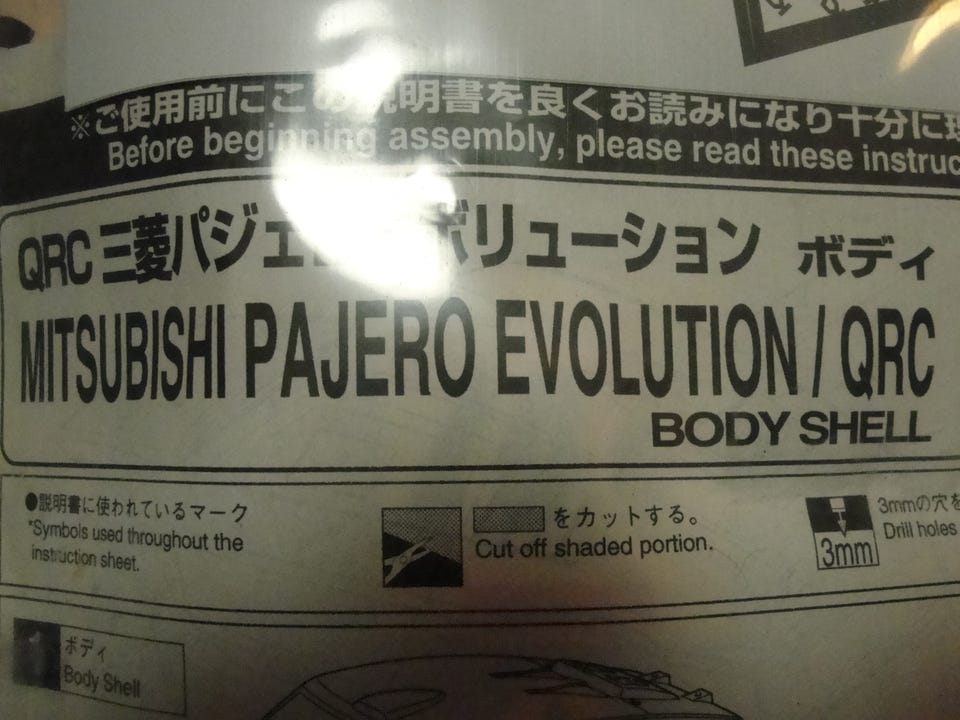 ※ご使用前にこの説明書を良くお読みになり十分に理
Before beginning assembly, please read these instruc
QRC 三菱パジェ ボリューション ボディ
MITSUBISHI PAJERO EVOLUTION / QRC
BODY SHELL
●説明書に使われているマーク
*Symbols used throughout the
instruction sheet.
をカットする。
Cut off shaded portion.
3mm
3mmの穴を
Drill holes
1 ボディ
Body Shell